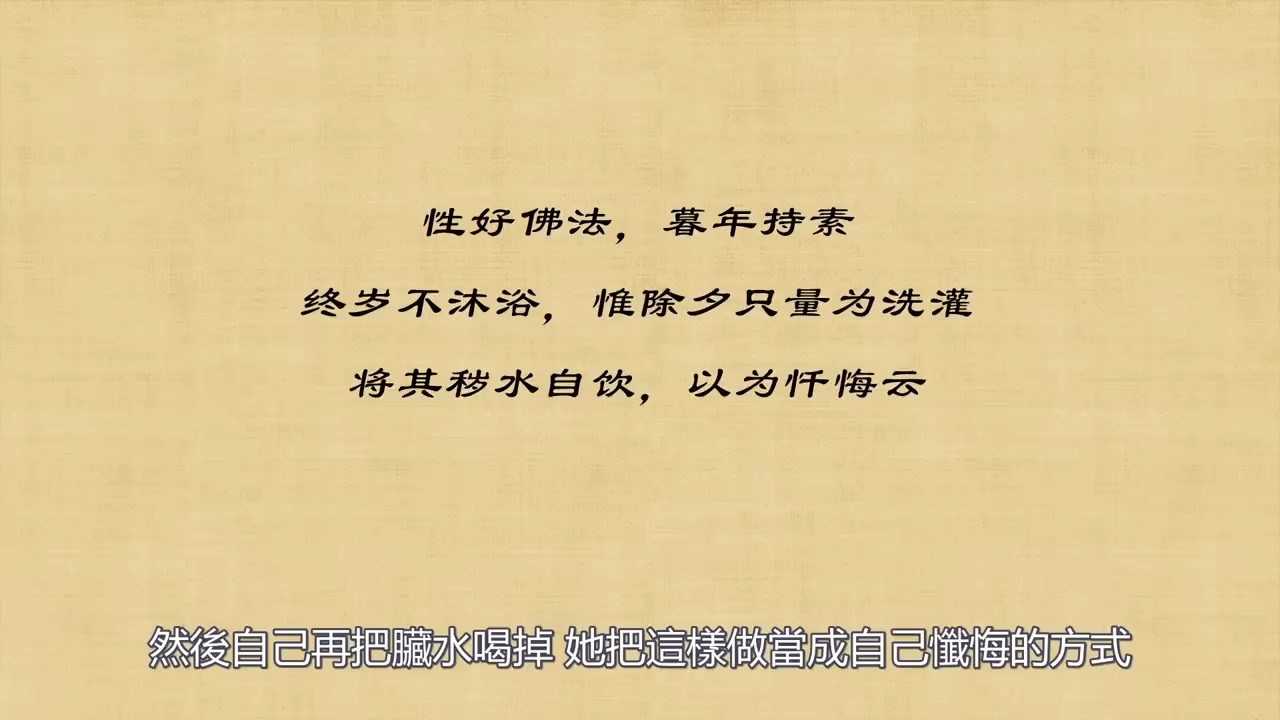 性好佛法，暮年持素
终岁不沐浴，惟除夕只量为洗灌
将其秽水自饮，以为忏悔云
然後自己再把臟水喝掉 她把這樣做當成自己懺悔的方式